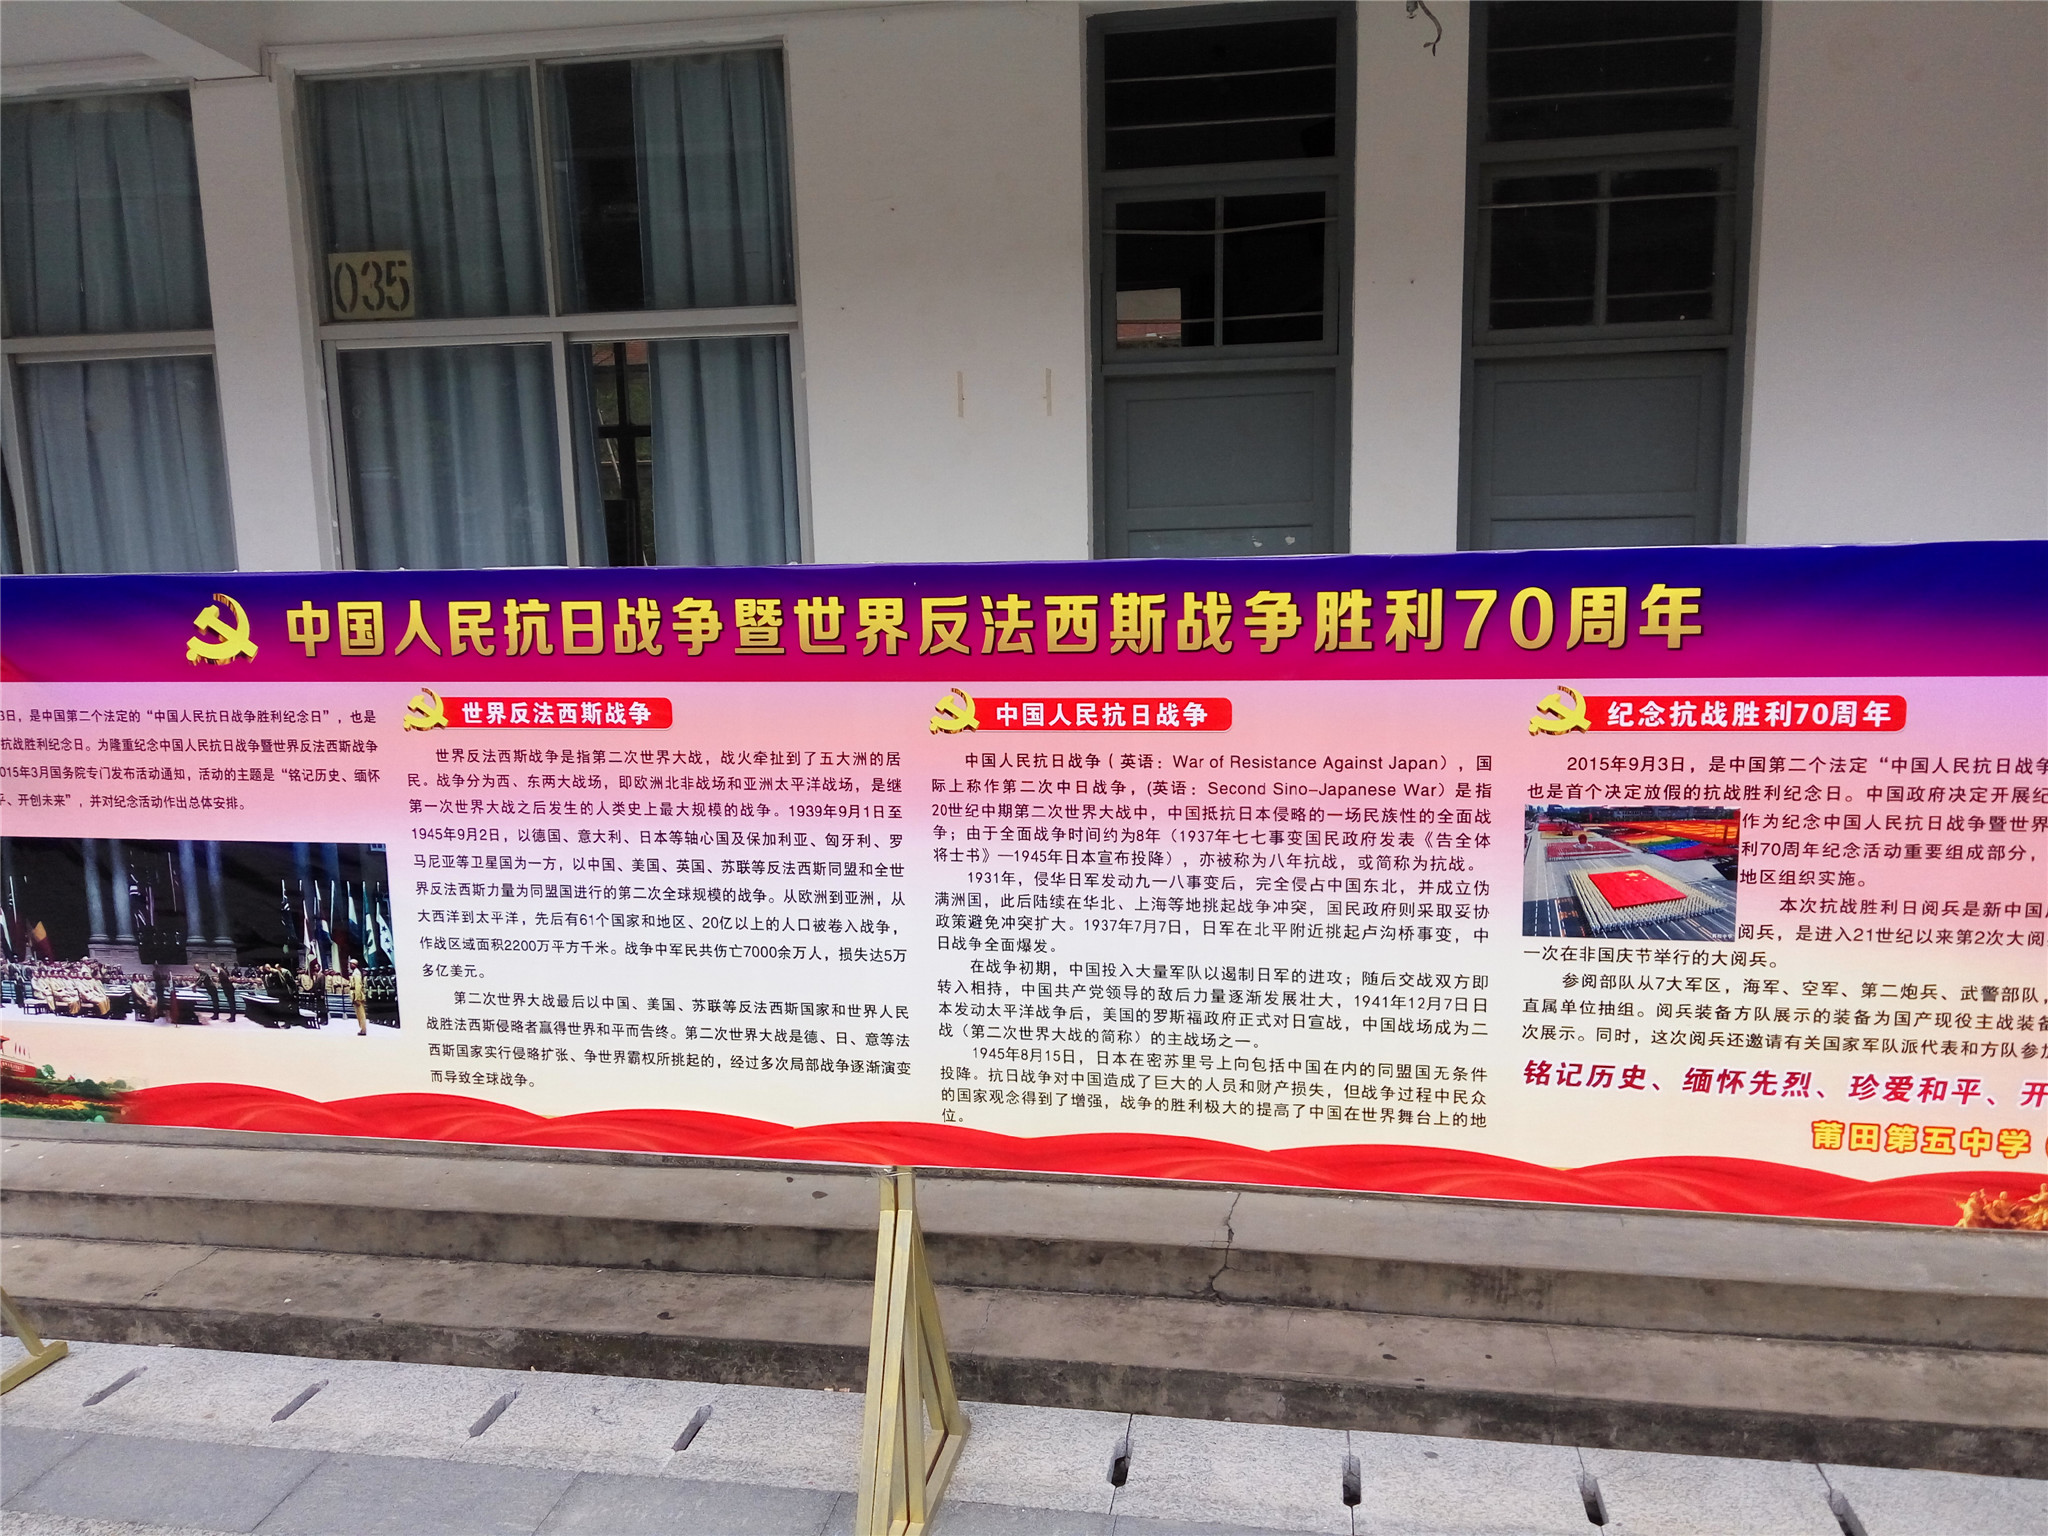 035
中国人民抗日战争暨世界反法西斯战争胜利70周年
3日，是中国第二个法定的“中国人民抗日战争胜利纪念日”，也是
抗战胜利纪念日。为隆重纪念中国人民抗日战争暨世界反法西斯战争
015年3月国务院专门发布活动通知，活动的主题是“铭记历史、缅怀
、开创未来”，并对纪念活动作出总体安排。
世界反法西斯战争
世界反法西斯战争是指第二次世界大战，战火牵扯到了五大洲的居
民。战争分为西、东两大战场，即欧洲北非战场和亚洲太平洋战场，是继
第一次世界大战之后发生的人类史上最大规模的战争。1939年9月1日至
1945年9月2日，以德国、意大利、日本等轴心国及保加利亚、匈牙利、罗
马尼亚等卫星国为一方，以中国、美国、英国、苏联等反法西斯同盟和全世
界反法西斯力量为同盟国进行的第二次全球规模的战争。从欧洲到亚洲，从
大西洋到太平洋，先后有61个国家和地区、20亿以上的人口被卷入战争，
作战区域面积2200万平方千米。战争中军民共伤亡7000余万人，损失达5万
多亿美元。
第二次世界大战最后以中国、美国、苏联等反法西斯国家和世界人民
战胜法西斯侵略者赢得世界和平而告终。第二次世界大战是德、日、意等法
西斯国家实行侵略扩张、争世界霸权所挑起的，经过多次局部战争逐渐演变
而导致全球战争。
中国人民抗日战争
中国人民抗日战争（英语：War of Resistance Against Japan），国
际上称作第二次中日战争，(英语：Second Sino-Japanese War）是指
20世纪中期第二次世界大战中，中国抵抗日本侵略的一场民族性的全面战
争；由于全面战争时间约为8年（1937年七七事变国民政府发表《告全体
将士书》—1945年日本宣布投降），亦被称为八年抗战，或简称为抗战。
1931年，侵华日军发动九一八事变后，完全侵占中国东北，并成立伪
满洲国，此后陆续在华北、上海等地挑起战争冲突，国民政府则采取妥协
政策避免冲突扩大。1937年7月7日，日军在北平附近挑起卢沟桥事变，中
日战争全面爆发。
在战争初期，中国投入大量军队以遏制日军的进攻；随后交战双方即
转入相持，中国共产党领导的敌后力量逐渐发展壮大，1941年12月7日日
本发动太平洋战争后，美国的罗斯福政府正式对日宣战，中国战场成为二
战（第二次世界大战的简称）的主战场之一。
1945年8月15日，日本在密苏里号上向包括中国在内的同盟国无条件
投降。抗日战争对中国造成了巨大的人员和财产损失，但战争过程中民众
的国家观念得到了增强，战争的胜利极大的提高了中国在世界舞台上的地
位。
纪念抗战胜利70周年
2015年9月3日，是中国第二个法定“中国人民抗日战争
也是首个决定放假的抗战胜利纪念日。中国政府决定开展纪
作为纪念中国人民抗日战争暨世界
利70周年纪念活动重要组成部分，
地区组织实施。
本次抗战胜利日阅兵是新中国
阅兵，是进入21世纪以来第2次大阅
一次在非国庆节举行的大阅兵。
参阅部队从7大军区，海军、空军、第二炮兵、武警部队，
直属单位抽组。阅兵装备方队展示的装备为国产现役主战装备
次展示。同时，这次阅兵还邀请有关国家军队派代表和方队参加
铭记历史、缅怀先烈、珍爱和平、开
莆田第五中学